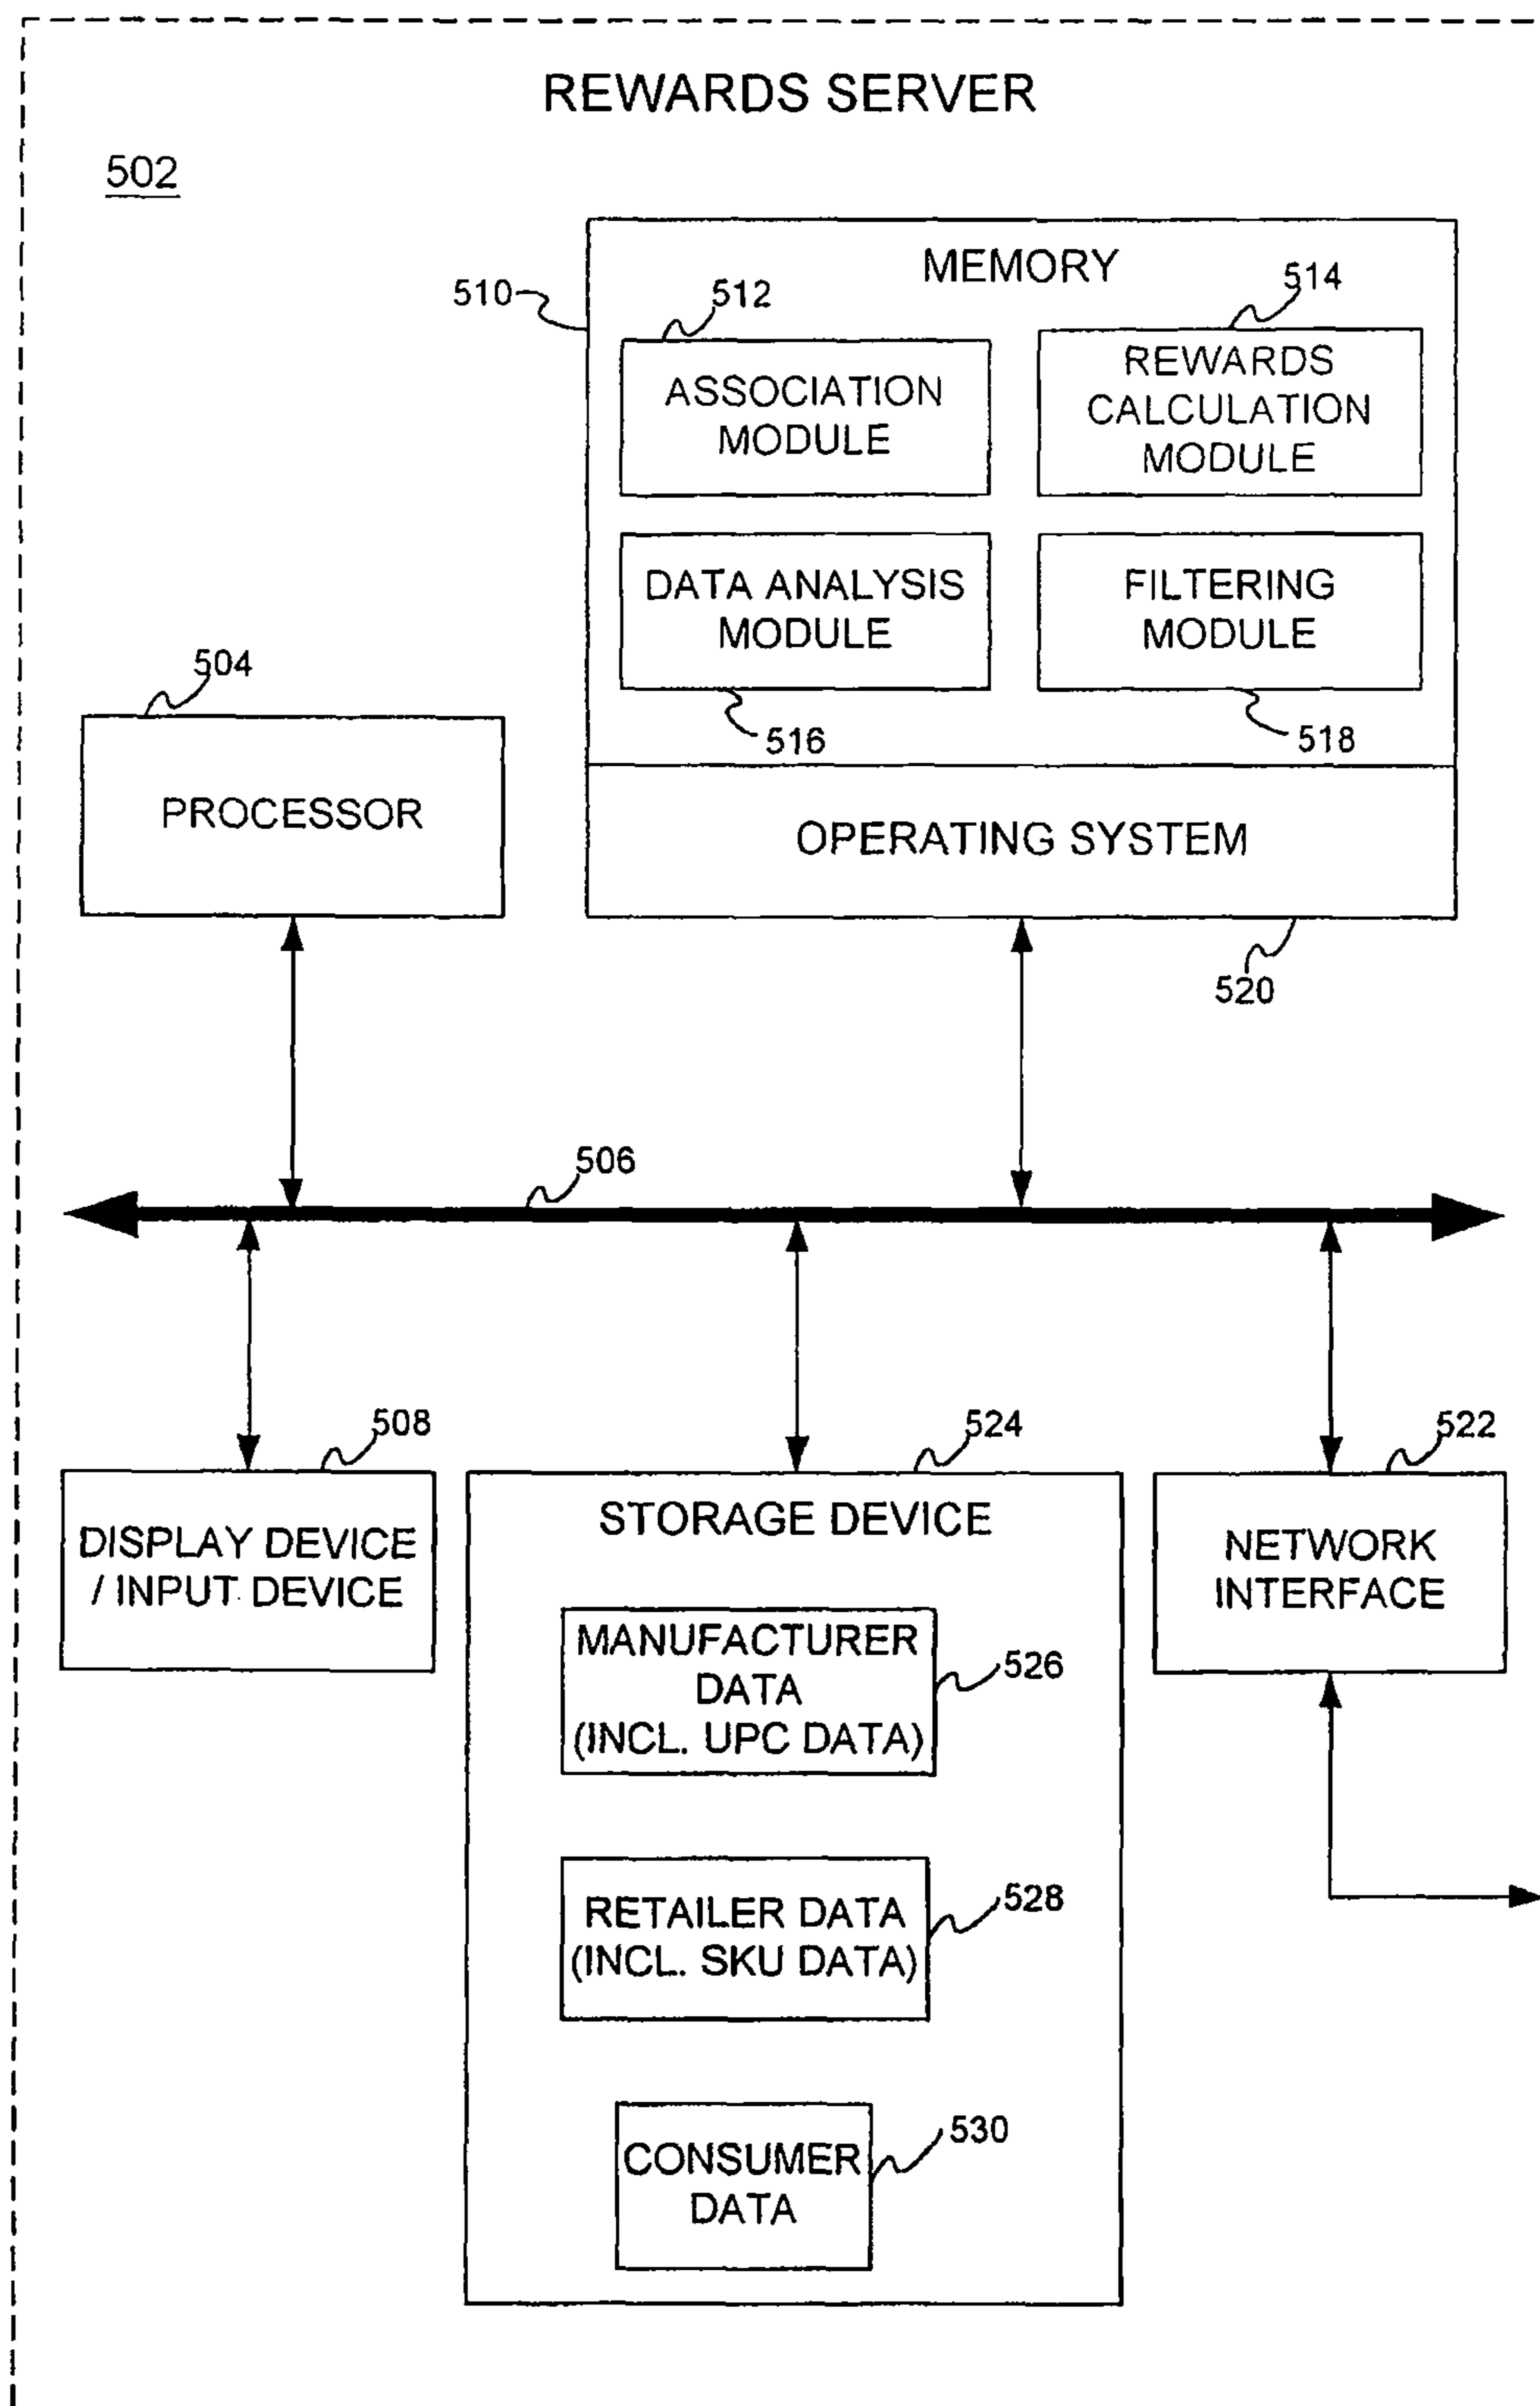 REWARDS SERVER
502
MEMORY
510
512
514
ASSOCIATION
MODULE
REWARDS
CALCULATION
MODULE
DATA ANALYSIS
MODULE
FILTERING
MODULE
516
518
504
PROCESSOR
OPERATING SYSTEM
520
506
508
DISPLAY DEVICE
/ INPUT DEVICE
524
STORAGE DEVICE
MANUFACTURER
DATA
(INCL. UPC DATA)
526
RETAILER DATA
(INCL. SKU DATA)
528
CONSUMER
DATA
530
522
NETWORK
INTERFACE